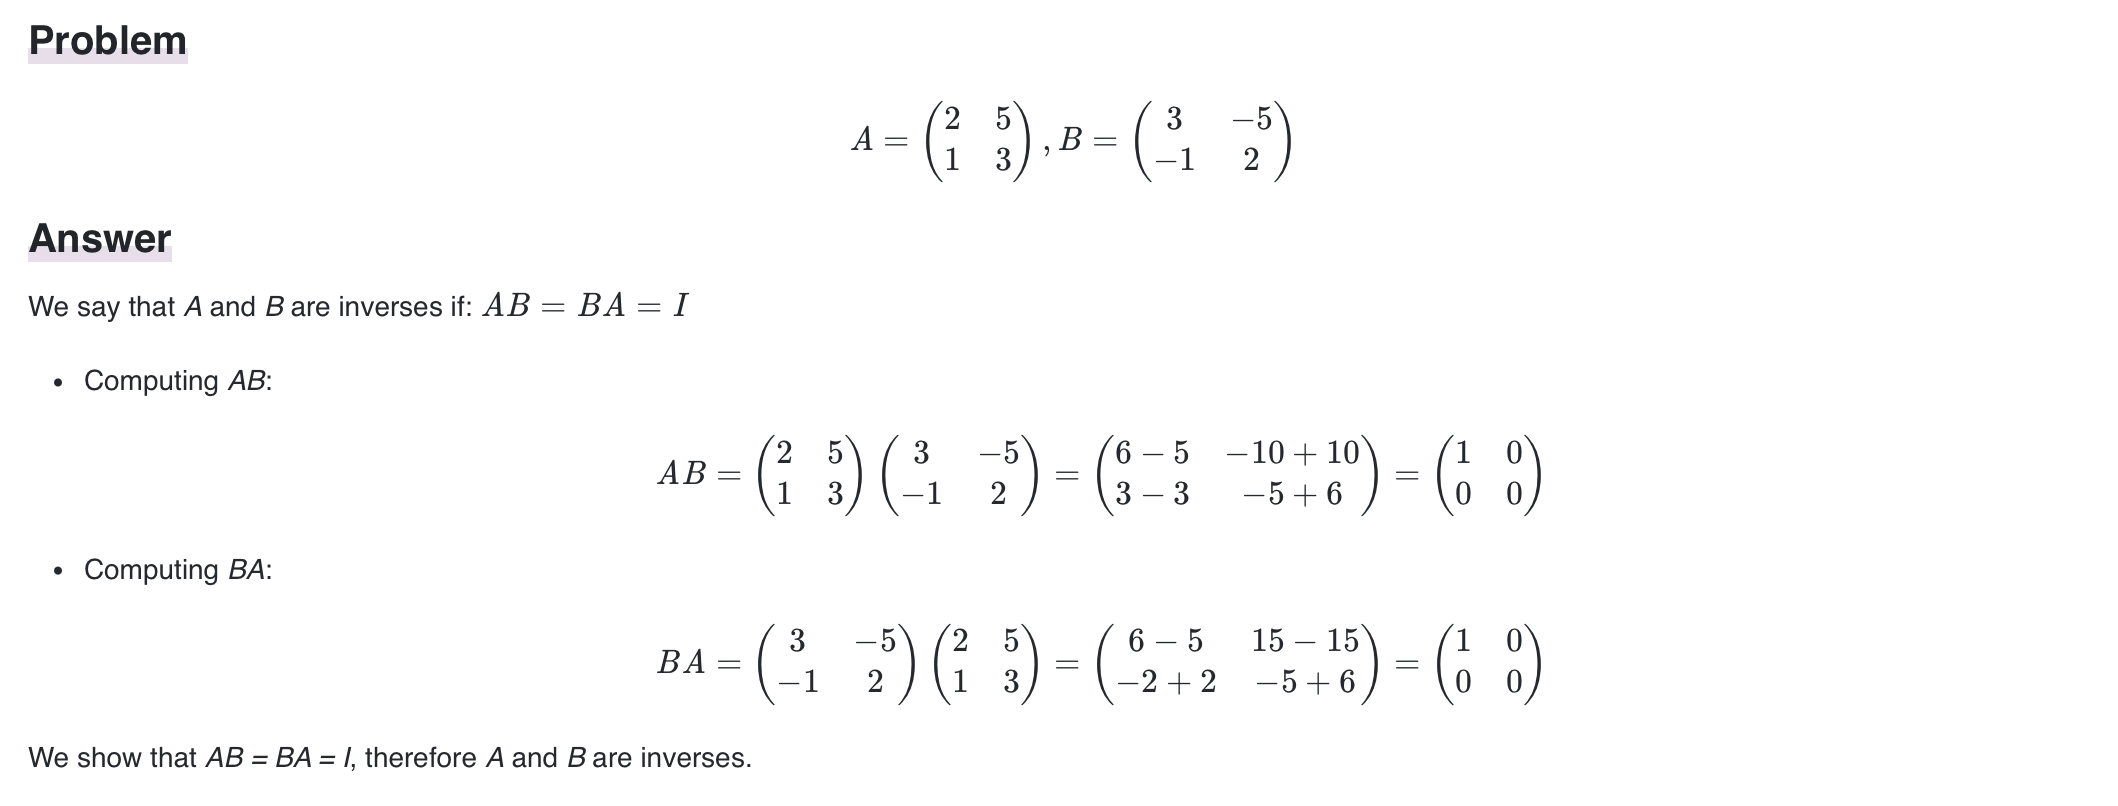 Problem
A = \begin{pmatrix} 2 & 5 \\ 1 & 3 \end{pmatrix}, B = \begin{pmatrix} 3 & -5 \\ -1 & 2 \end{pmatrix}
Answer
We say that A and B are inverses if: AB = BA = I
• Computing AB:
AB = \begin{pmatrix} 2 & 5 \\ 1 & 3 \end{pmatrix} \begin{pmatrix} 3 & -5 \\ -1 & 2 \end{pmatrix} = \begin{pmatrix} 6 - 5 & -10 + 10 \\ 3 - 3 & -5 + 6 \end{pmatrix} = \begin{pmatrix} 1 & 0 \\ 0 & 0 \end{pmatrix}
• Computing BA:
BA = \begin{pmatrix} 3 & -5 \\ -1 & 2 \end{pmatrix} \begin{pmatrix} 2 & 5 \\ 1 & 3 \end{pmatrix} = \begin{pmatrix} 6 - 5 & 15 - 15 \\ -2 + 2 & -5 + 6 \end{pmatrix} = \begin{pmatrix} 1 & 0 \\ 0 & 0 \end{pmatrix}
We show that AB = BA = I, therefore A and B are inverses.